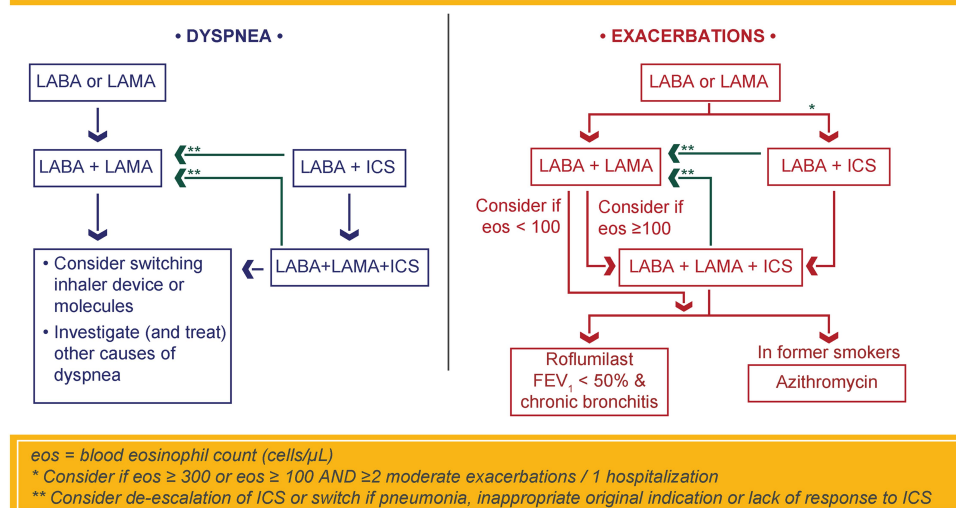 • DYSPNEA •
LABA or LAMA
LABA + LAMA
**
**
LABA + ICS
LABA+LAMA+ICS
• Consider switching
inhaler device or
molecules
• Investigate (and treat)
other causes of
dyspnea
• EXACERBATIONS •
LABA or LAMA
*
LABA + LAMA
**
**
LABA + ICS
Consider if
eos < 100
Consider if
eos ≥100
LABA + LAMA + ICS
Roflumilast
FEV₁ < 50% &
chronic bronchitis
In former smokers
Azithromycin
eos = blood eosinophil count (cells/µL)
* Consider if eos ≥ 300 or eos ≥ 100 AND ≥2 moderate exacerbations / 1 hospitalization
** Consider de-escalation of ICS or switch if pneumonia, inappropriate original indication or lack of response to ICS